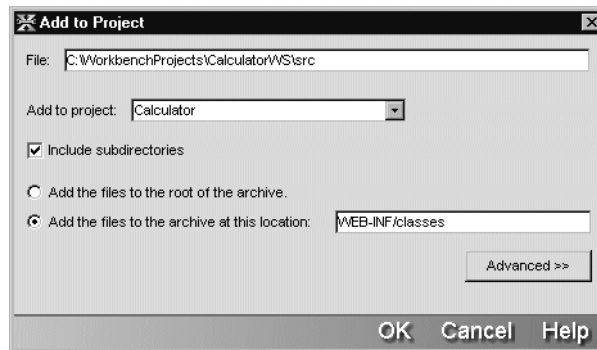 Add to Project
File: C:\WorkbenchProjects\CalculatorWS\src
Add to project: Calculator
Include subdirectories
Add the files to the root of the archive.
Add the files to the archive at this location: WEB-INF/classes
Advanced >>
OK Cancel Help